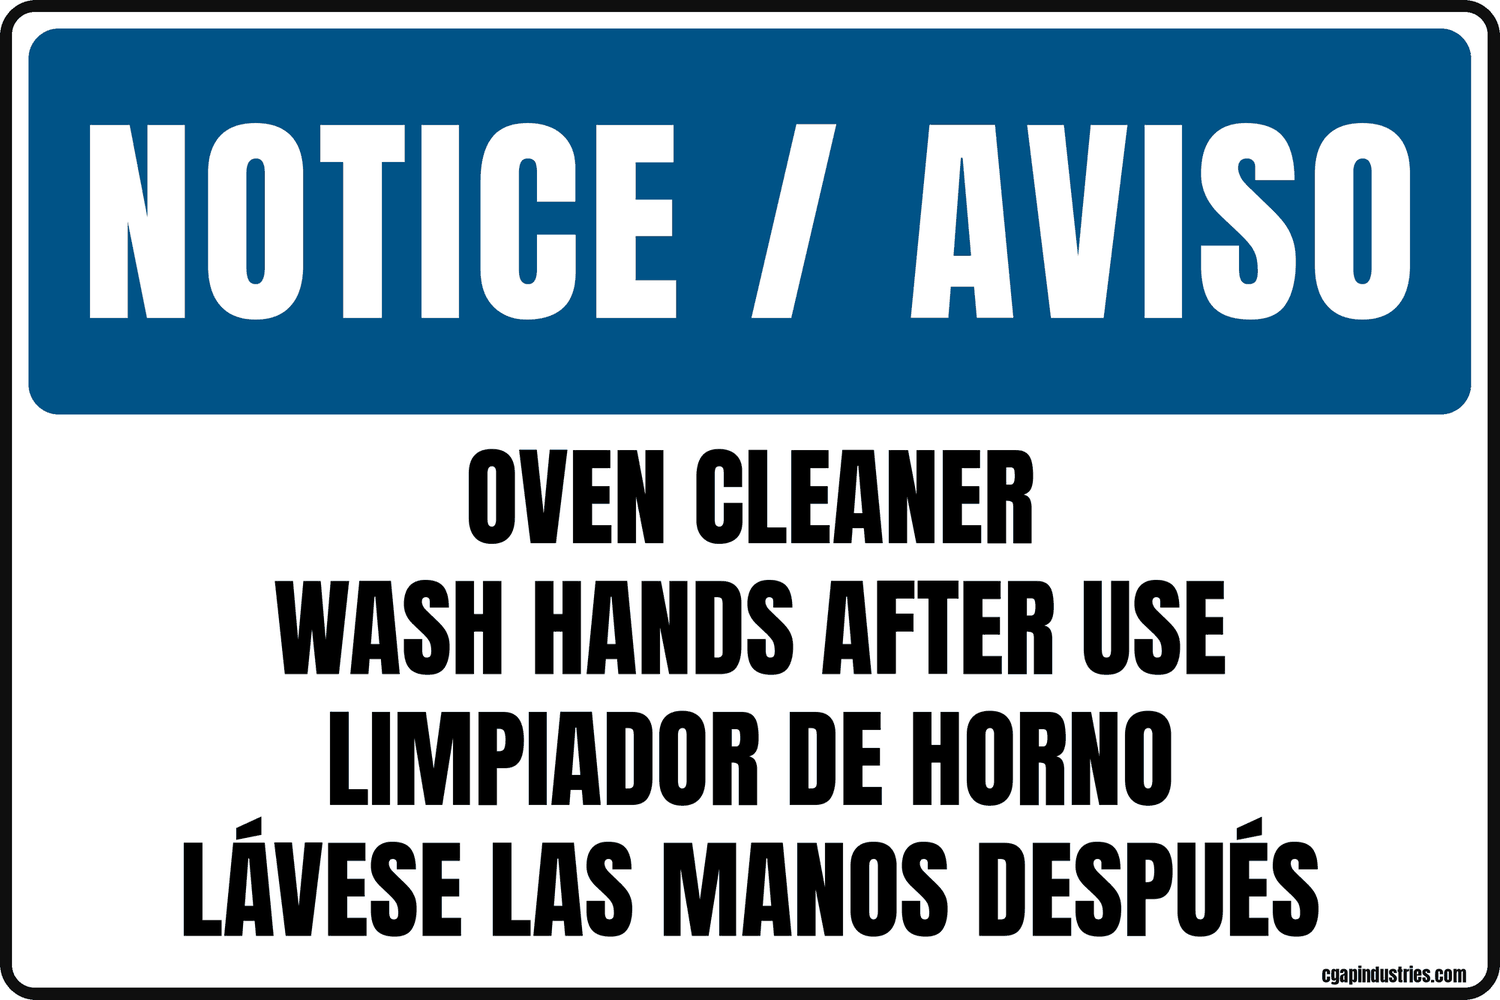 NOTICE / AVISO
OVEN CLEANER
WASH HANDS AFTER USE
LIMPIADOR DE HORNO
LÁVESE LAS MANOS DESPUÉS
cgapindustries.com